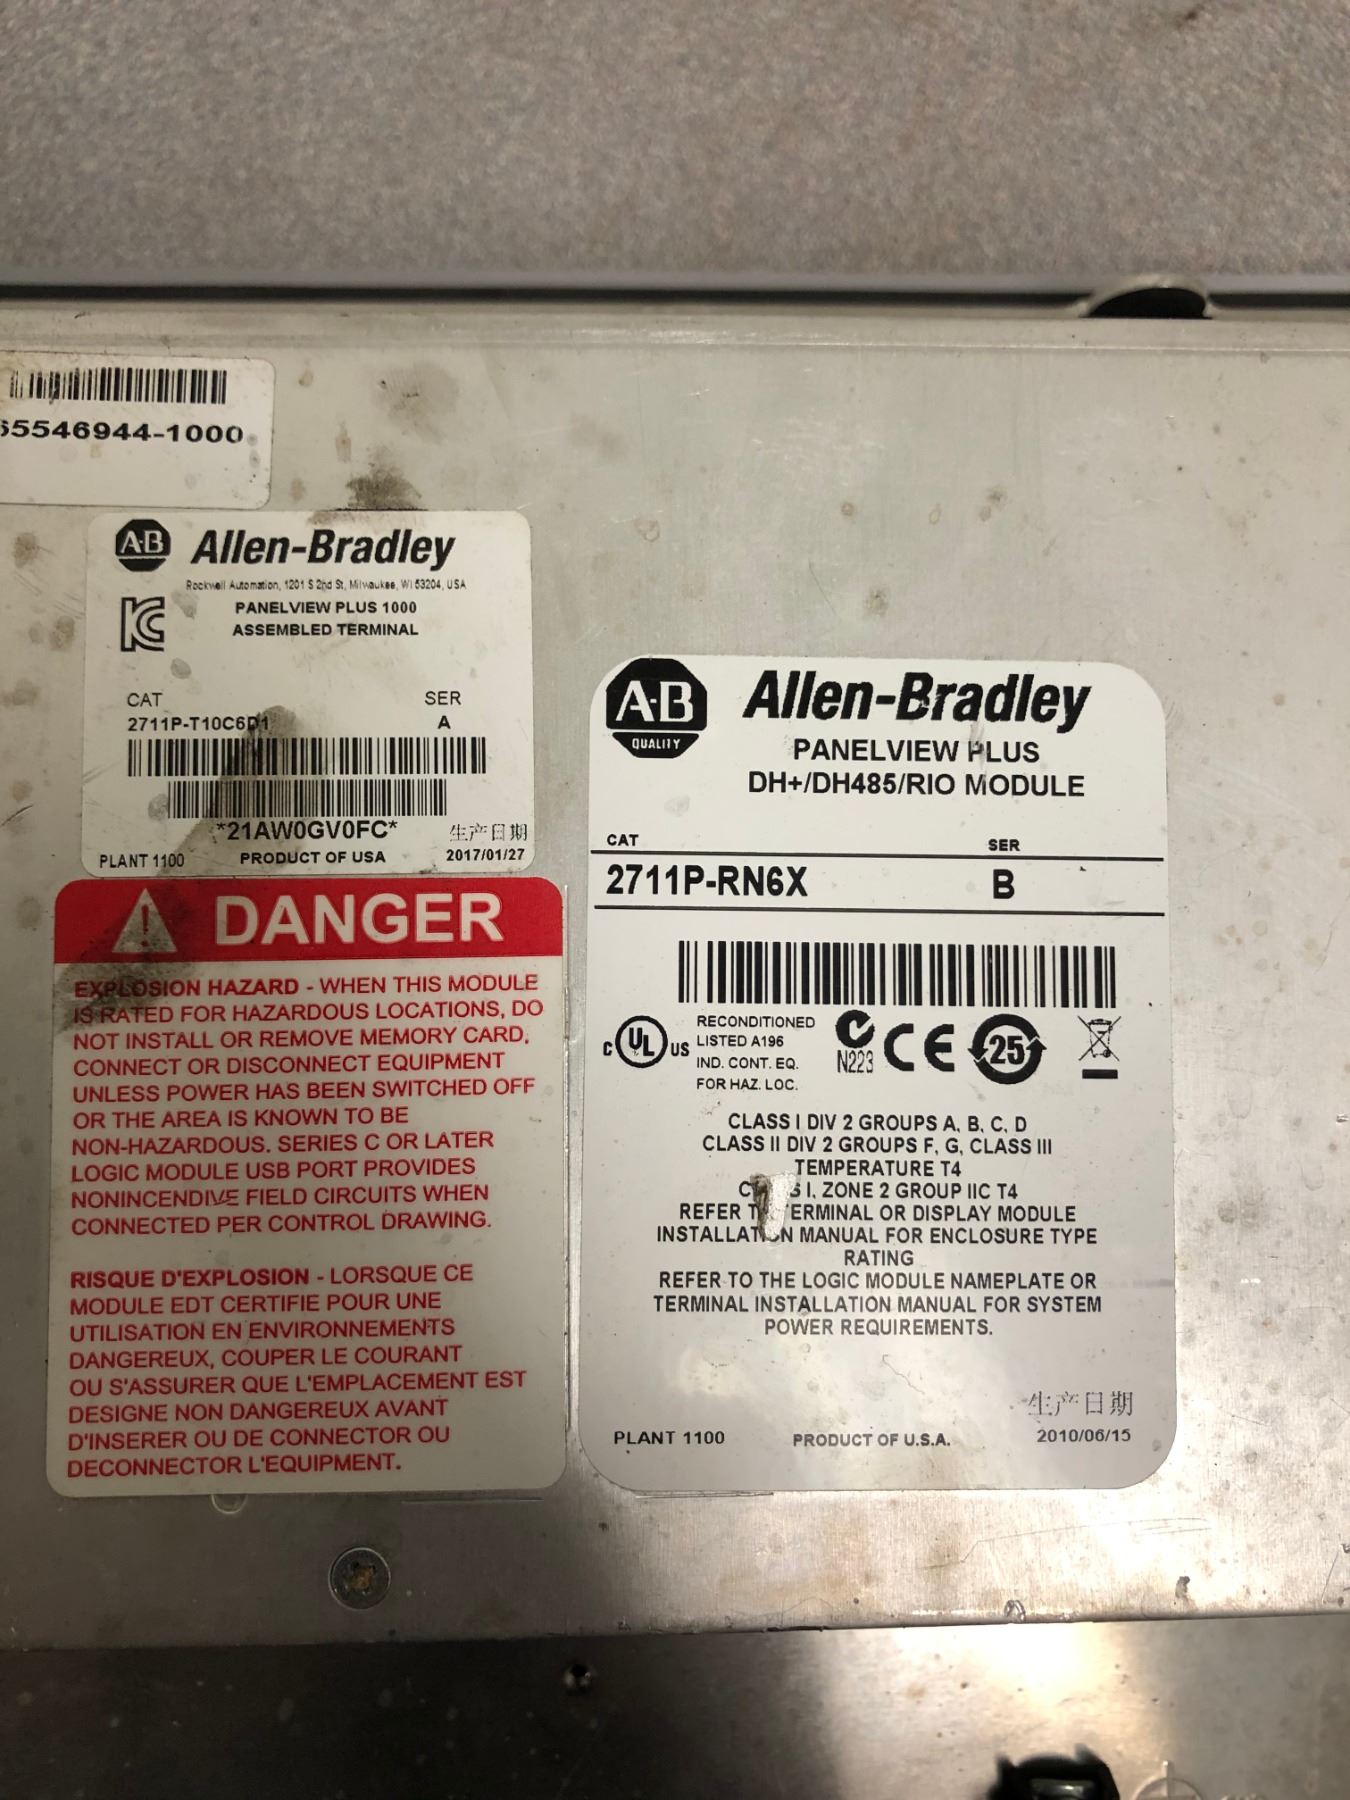 65546944-1000
A·B Allen-Bradley
Rockwell Automation, 1201 S 2nd St, Milwaukee, WI 53204, USA
PANELVIEW PLUS 1000
ASSEMBLED TERMINAL
CAT SER
2711P-T10C6D1 A
*21AW0GV0FC* 生产日期
PLANT 1100 PRODUCT OF USA 2017/01/27
DANGER
EXPLOSION HAZARD - WHEN THIS MODULE
IS RATED FOR HAZARDOUS LOCATIONS, DO
NOT INSTALL OR REMOVE MEMORY CARD,
CONNECT OR DISCONNECT EQUIPMENT
UNLESS POWER HAS BEEN SWITCHED OFF
OR THE AREA IS KNOWN TO BE
NON-HAZARDOUS. SERIES C OR LATER
LOGIC MODULE USB PORT PROVIDES
NONINCENDIVE FIELD CIRCUITS WHEN
CONNECTED PER CONTROL DRAWING.
RISQUE D'EXPLOSION - LORSQUE CE
MODULE EDT CERTIFIE POUR UNE
UTILISATION EN ENVIRONNEMENTS
DANGEREUX, COUPER LE COURANT
OU S'ASSURER QUE L'EMPLACEMENT EST
DESIGNE NON DANGEREUX AVANT
D'INSERER OU DE CONNECTOR OU
DECONNECTOR L'EQUIPMENT.
A·B QUALITY Allen-Bradley
PANELVIEW PLUS
DH+/DH485/RIO MODULE
CAT SER
2711P-RN6X B
C UL US RECONDITIONED
LISTED A196
IND. CONT. EQ.
FOR HAZ. LOC.
N223 CE 25
CLASS I DIV 2 GROUPS A, B, C, D
CLASS II DIV 2 GROUPS F, G, CLASS III
TEMPERATURE T4
CLASS I, ZONE 2 GROUP IIC T4
REFER TO TERMINAL OR DISPLAY MODULE
INSTALLATION MANUAL FOR ENCLOSURE TYPE
RATING
REFER TO THE LOGIC MODULE NAMEPLATE OR
TERMINAL INSTALLATION MANUAL FOR SYSTEM
POWER REQUIREMENTS.
生产日期
PLANT 1100 PRODUCT OF U.S.A. 2010/06/15